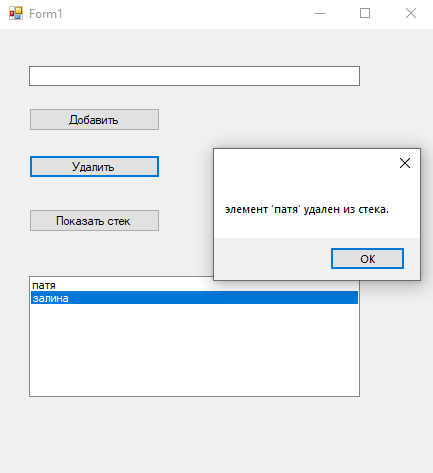 Form1
Добавить
Удалить
Показать стек
элемент 'патя' удален из стека.
OK
патя
залина